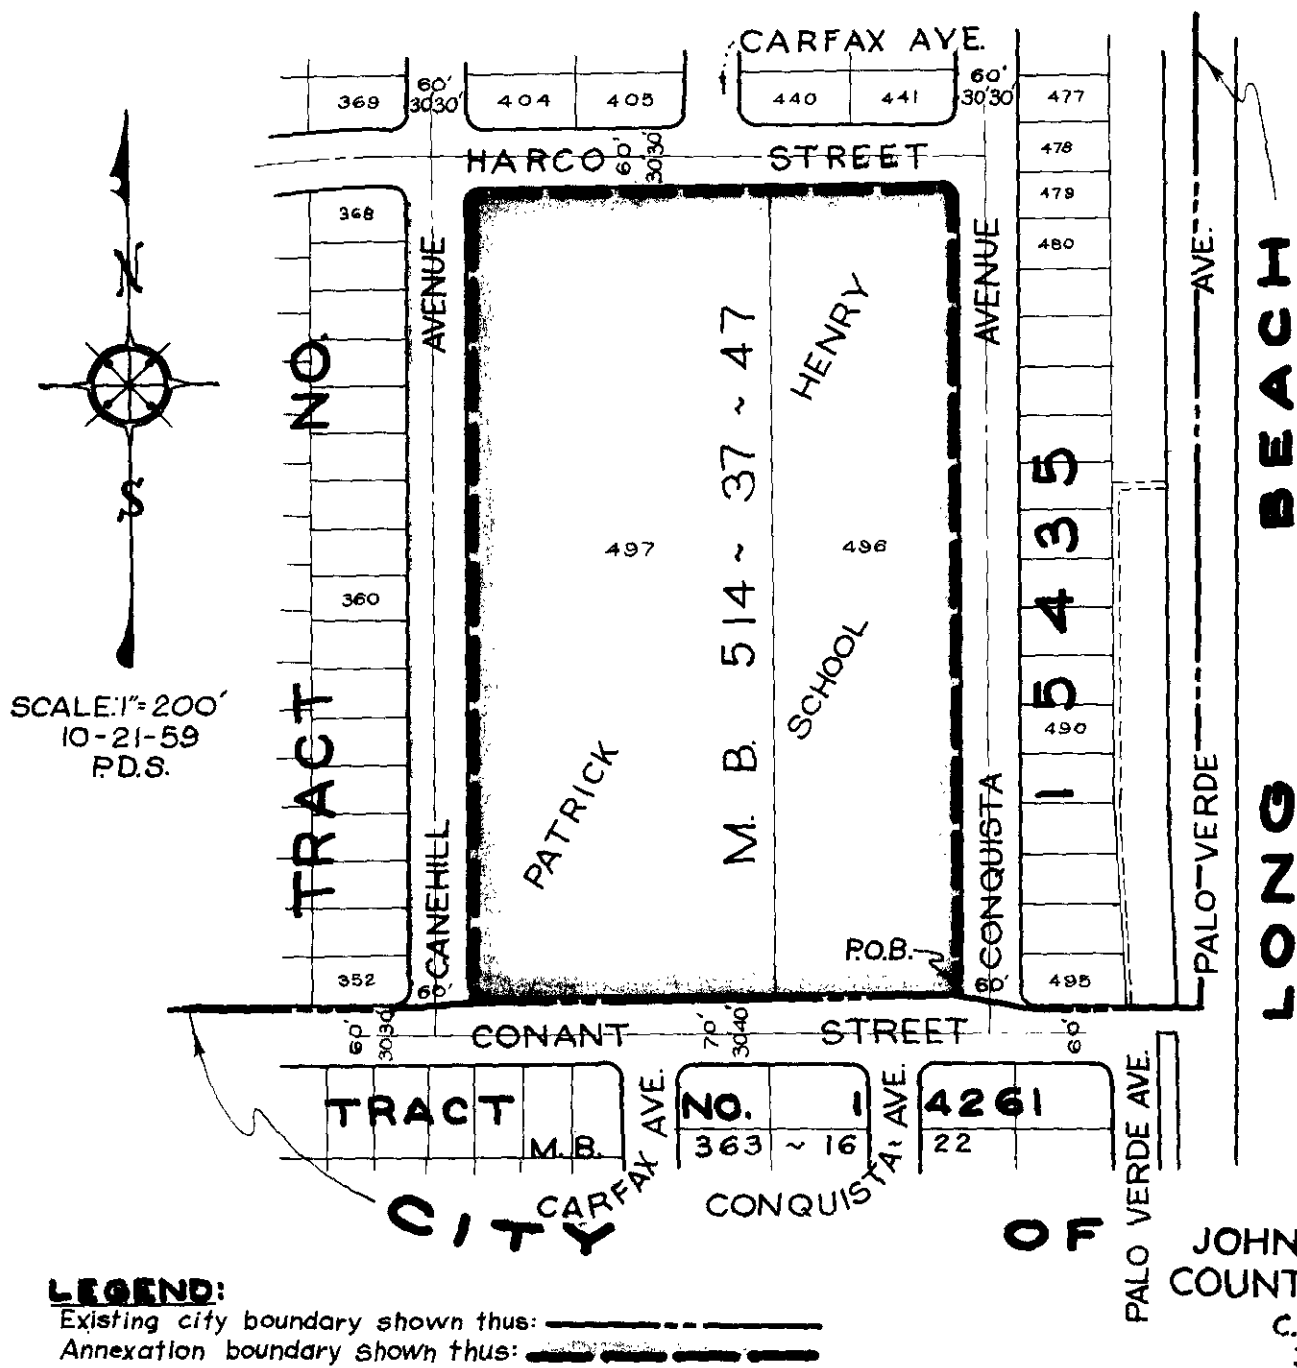 CARFAX AVE.
369
60'
30' 30'
404
405
440
441
60'
30' 30'
477
HARCO
60'
30' 30'
STREET
478
479
480
368
AVENUE
AVENUE
AVE.
N
S
HENRY
497
496
M. B. 514 ~ 37 ~ 47
SCHOOL
PATRICK
360
TRACT NO.
15435
490
SCALE: 1"= 200'
10-21-59
P.D.S.
CANEHILL
CONQUISTA
PALO VERDE
P.O.B.
352
60'
60'
495
60'
30' 30'
CONANT
70'
30' 40'
STREET
60'
TRACT NO. 14261
M. B. 363 ~ 16 ~ 22
CARFAX AVE.
CONQUISTA AVE.
PALO VERDE AVE.
CITY OF
LONG BEACH
JOHN
COUNT
C.
LEGEND:
Existing city boundary shown thus:
Annexation boundary shown thus: